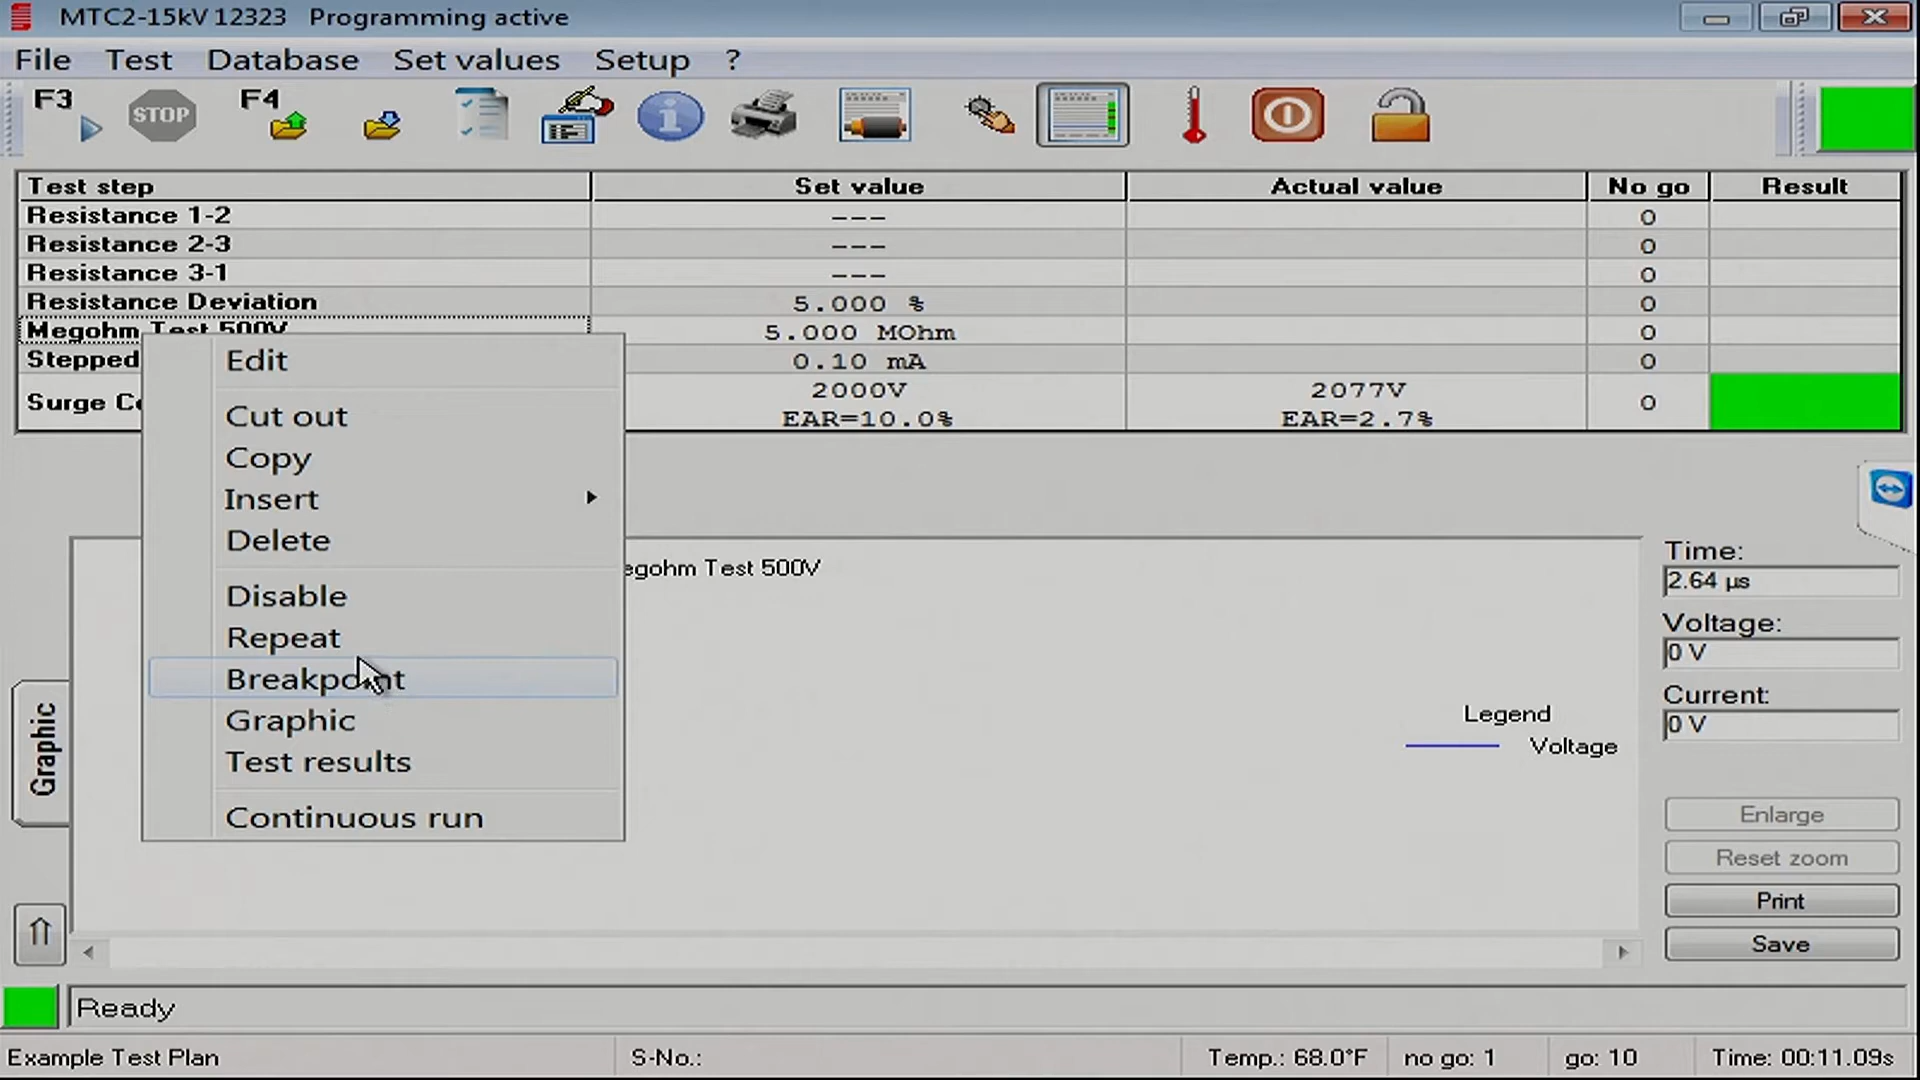 MTC2-15kV 12323 Programming active
File Test Database Set values Setup ?
F3 STOP F4
Test step Set value Actual value No go Result
Resistance 1-2 --- 0
Resistance 2-3 --- 0
Resistance 3-1 --- 0
Resistance Deviation 5.000 % 0
Megohm Test 500V 5.000 MOhm 0
Stepped 0.10 mA 0
Surge 2000V 2077V 0
EAR=10.0% EAR=2.7%
Edit
Cut out
Copy
Insert
Delete
Disable
Repeat
Breakpoint
Graphic
Test results
Continuous run
egohm Test 500V
Legend
Voltage
Graphic
Time:
2.64 µs
Voltage:
0 V
Current:
0 V
Enlarge
Reset zoom
Print
Save
Ready
Example Test Plan S-No.: Temp.: 68.0°F no go: 1 go: 10 Time: 00:11.09s